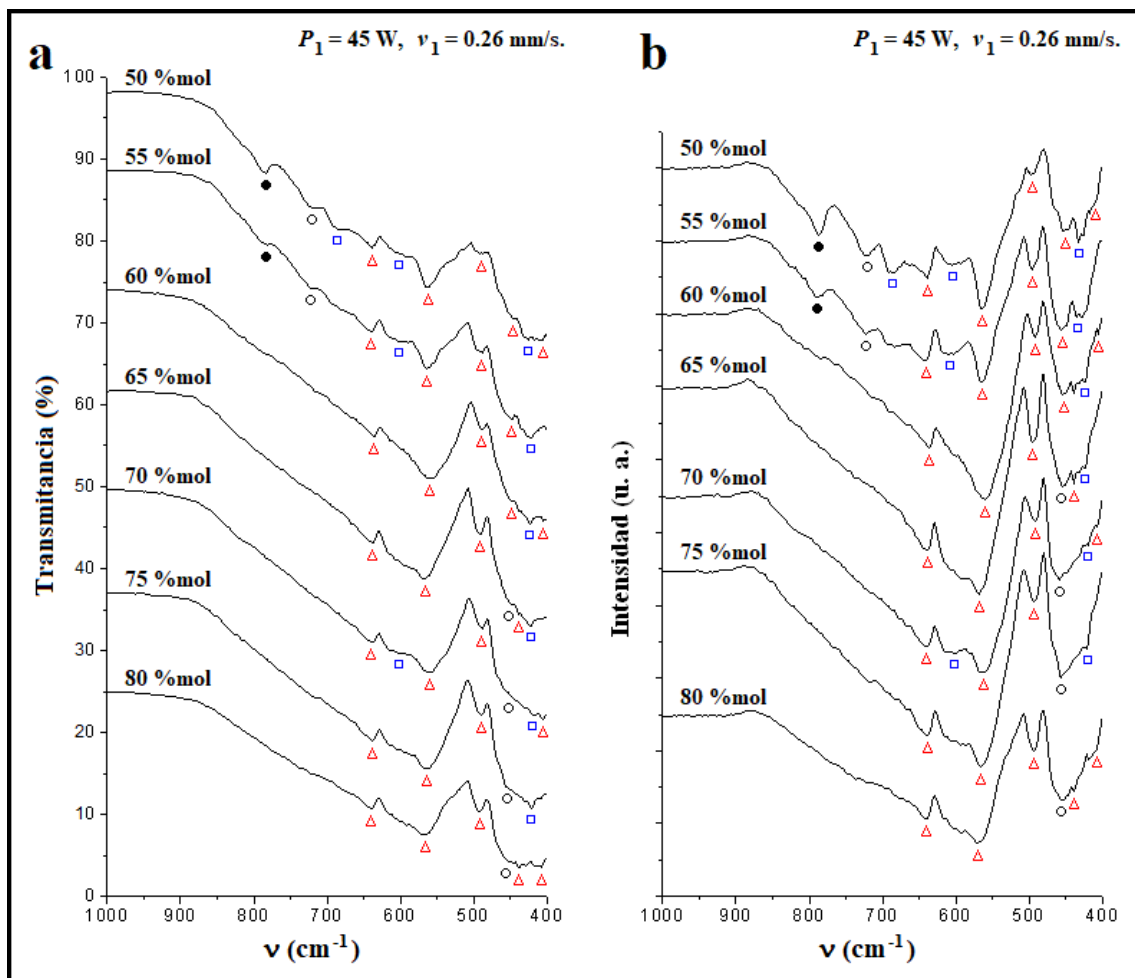 a
P1 = 45 W, v1 = 0.26 mm/s.
100
90
80
70
60
50
40
30
20
10
0
Transmitancia (%)
50 %mol
55 %mol
60 %mol
65 %mol
70 %mol
75 %mol
80 %mol
1000 900 800 700 600 500 400
ν (cm-1)
b
P1 = 45 W, v1 = 0.26 mm/s.
Intensidad (u. a.)
50 %mol
55 %mol
60 %mol
65 %mol
70 %mol
75 %mol
80 %mol
1000 900 800 700 600 500 400
ν (cm-1)